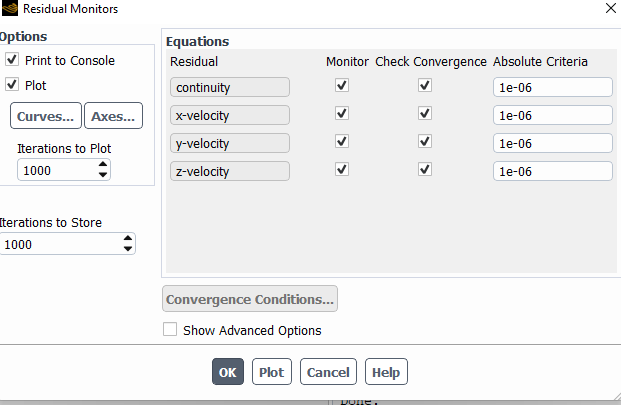 Residual Monitors
Options
Print to Console
Plot
Curves... Axes...
Iterations to Plot
1000
Iterations to Store
1000
Equations
Residual Monitor Check Convergence Absolute Criteria
continuity 1e-06
x-velocity 1e-06
y-velocity 1e-06
z-velocity 1e-06
Convergence Conditions...
Show Advanced Options
OK Plot Cancel Help
Done.